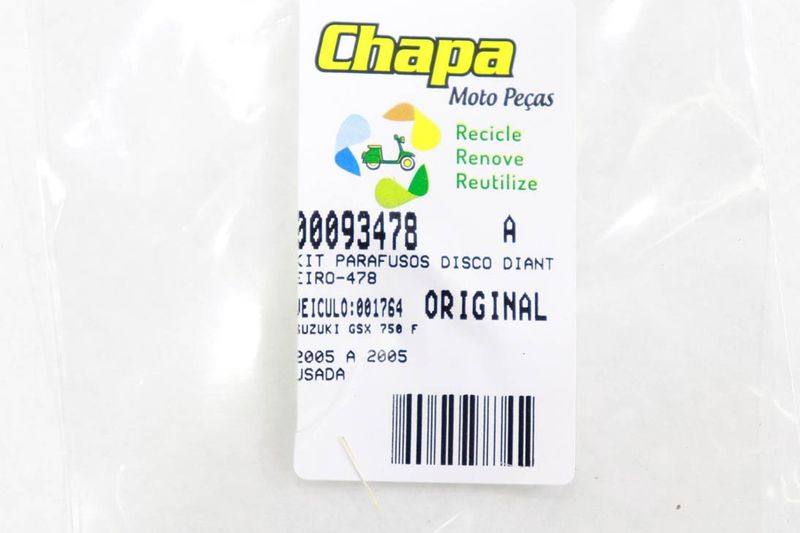 Chapa
Moto Peças
Recicle
Renove
Reutilize
00093478 A
KIT PARAFUSOS DISCO DIANT
EIRO-478
VEICULO:001764 ORIGINAL
SUZUKI GSX 750 F
2005 A 2005
USADA